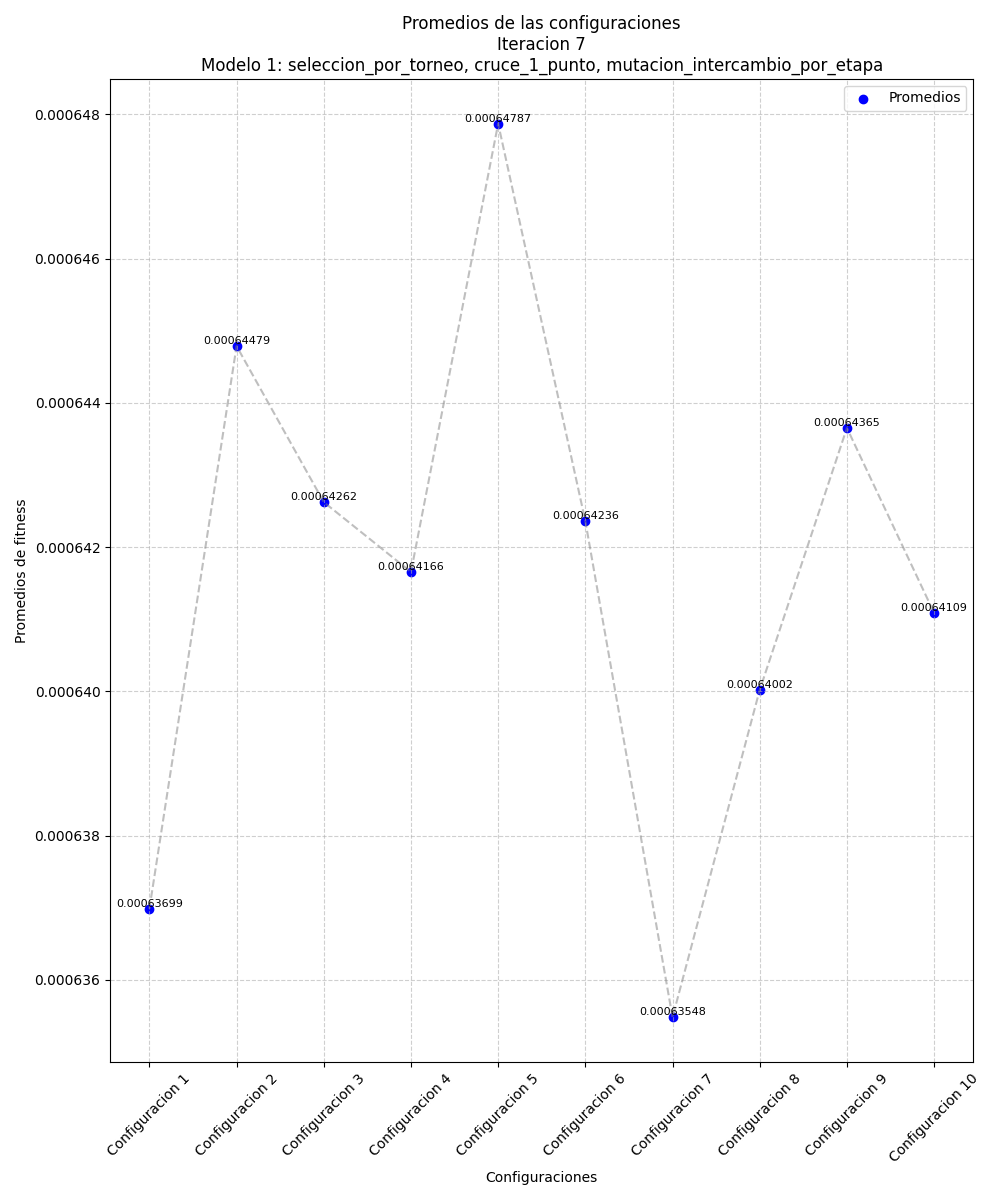 Promedios de las configuraciones
Iteracion 7
Modelo 1: seleccion_por_torneo, cruce_1_punto, mutacion_intercambio_por_etapa
Promedios
0.000648
0.000646
0.000644
0.000642
0.000640
0.000638
0.000636
Promedios de fitness
0.00063699
0.00064479
0.00064262
0.00064166
0.00064787
0.00064236
0.00063548
0.00064002
0.00064365
0.00064109
Configuracion 1
Configuracion 2
Configuracion 3
Configuracion 4
Configuracion 5
Configuracion 6
Configuracion 7
Configuracion 8
Configuracion 9
Configuracion 10
Configuraciones